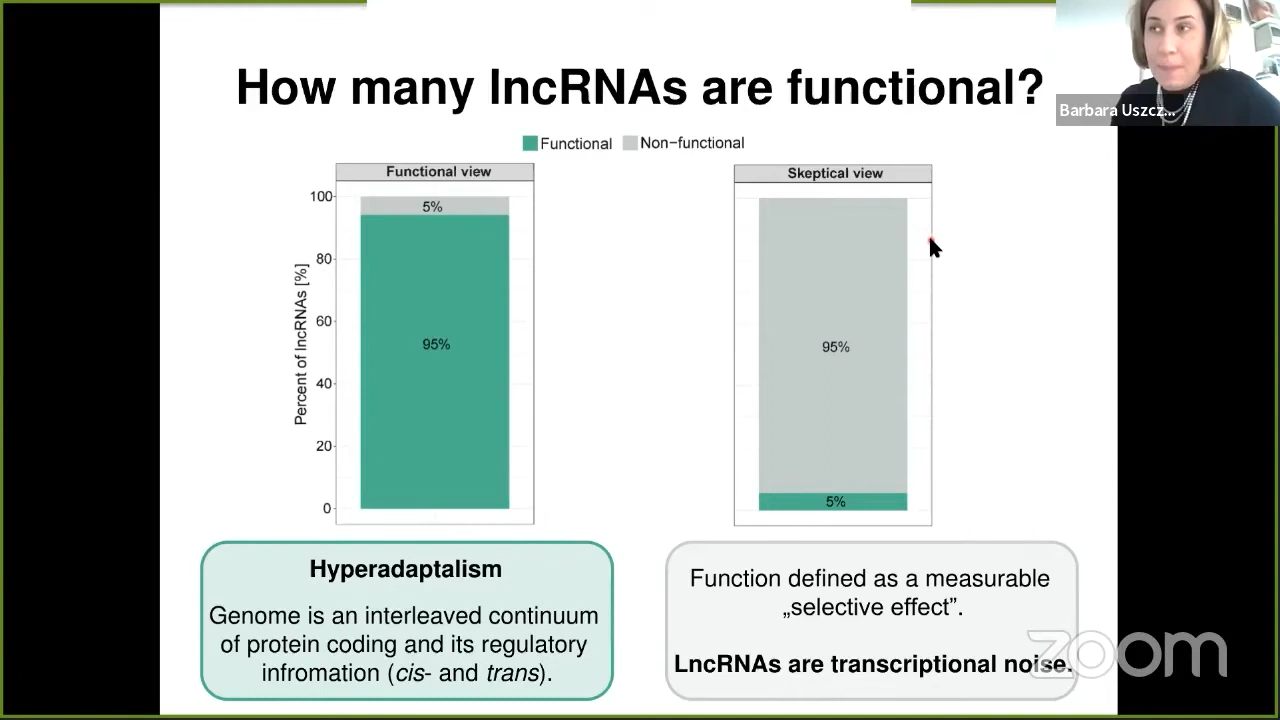 How many lncRNAs are functional?
Barbara Uszcz...
Functional Non-functional
Functional view
Skeptical view
Percent of lncRNAs [%]
100
80
60
40
20
0
5%
95%
95%
5%
Hyperadaptalism
Genome is an interleaved continuum
of protein coding and its regulatory
infromation (cis- and trans).
Function defined as a measurable
„selective effect”.
LncRNAs are transcriptional noise.
zoom